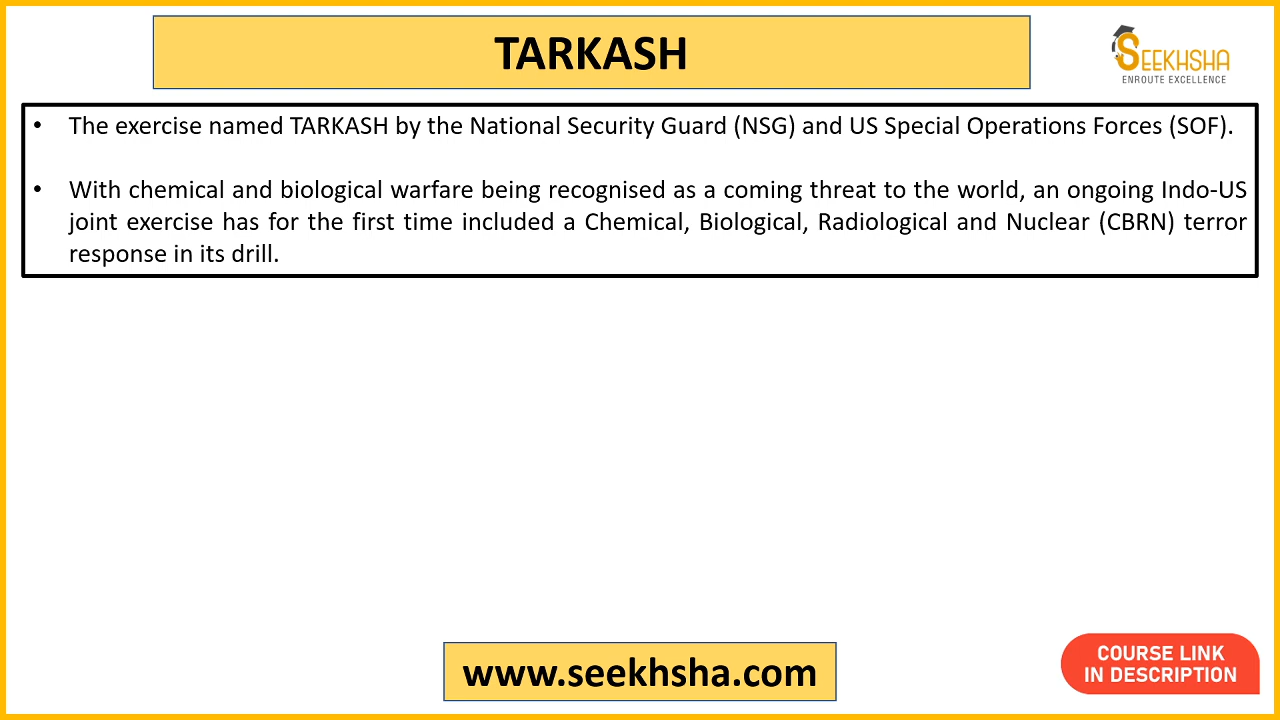 TARKASH
SEEKHSHA
ENROUTE EXCELLENCE
• The exercise named TARKASH by the National Security Guard (NSG) and US Special Operations Forces (SOF).
• With chemical and biological warfare being recognised as a coming threat to the world, an ongoing Indo-US
joint exercise has for the first time included a Chemical, Biological, Radiological and Nuclear (CBRN) terror
response in its drill.
www.seekhsha.com
COURSE LINK
IN DESCRIPTION